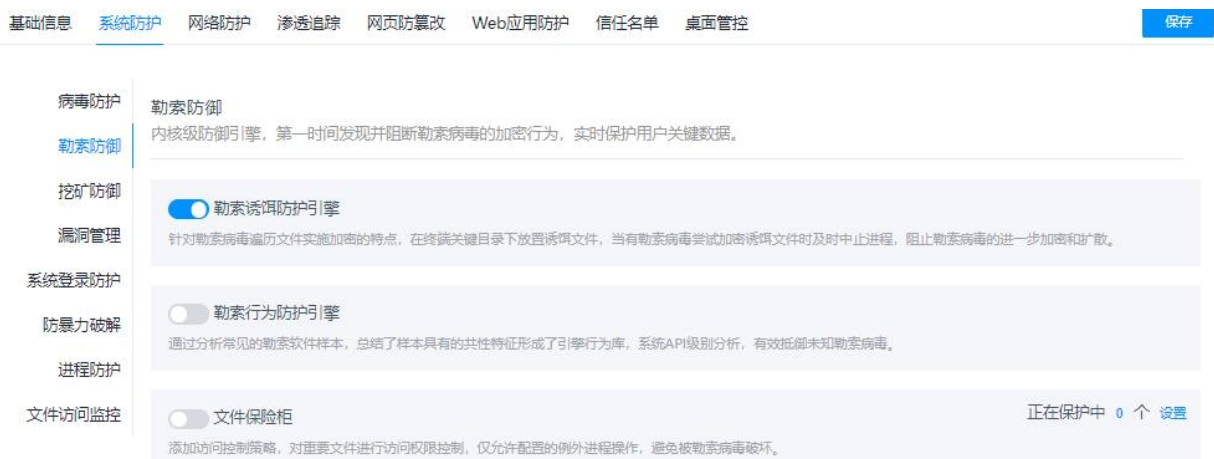 基础信息 系统防护 网络防护 渗透追踪 网页防篡改 Web应用防护 信任名单 桌面管控 保存
病毒防护
勒索防御
挖矿防御
漏洞管理
系统登录防护
防暴力破解
进程防护
文件访问监控
勒索防御
内核级防御引擎，第一时间发现并阻断勒索病毒的加密行为，实时保护用户关键数据。
勒索诱饵防护引擎
针对勒索病毒遍历文件实施加密的特点，在终端关键目录下放置诱饵文件，当有勒索病毒尝试加密诱饵文件时及时中止进程，阻止勒索病毒的进一步加密和扩散。
勒索行为防护引擎
通过分析常见的勒索软件样本，总结了样本具有的共性特征形成了引擎行为库，系统API级别分析，有效抵御未知勒索病毒。
文件保险柜 正在保护中 0 个 设置
添加访问控制策略，对重要文件进行访问权限控制，仅允许配置的例外进程操作，避免被勒索病毒破坏。